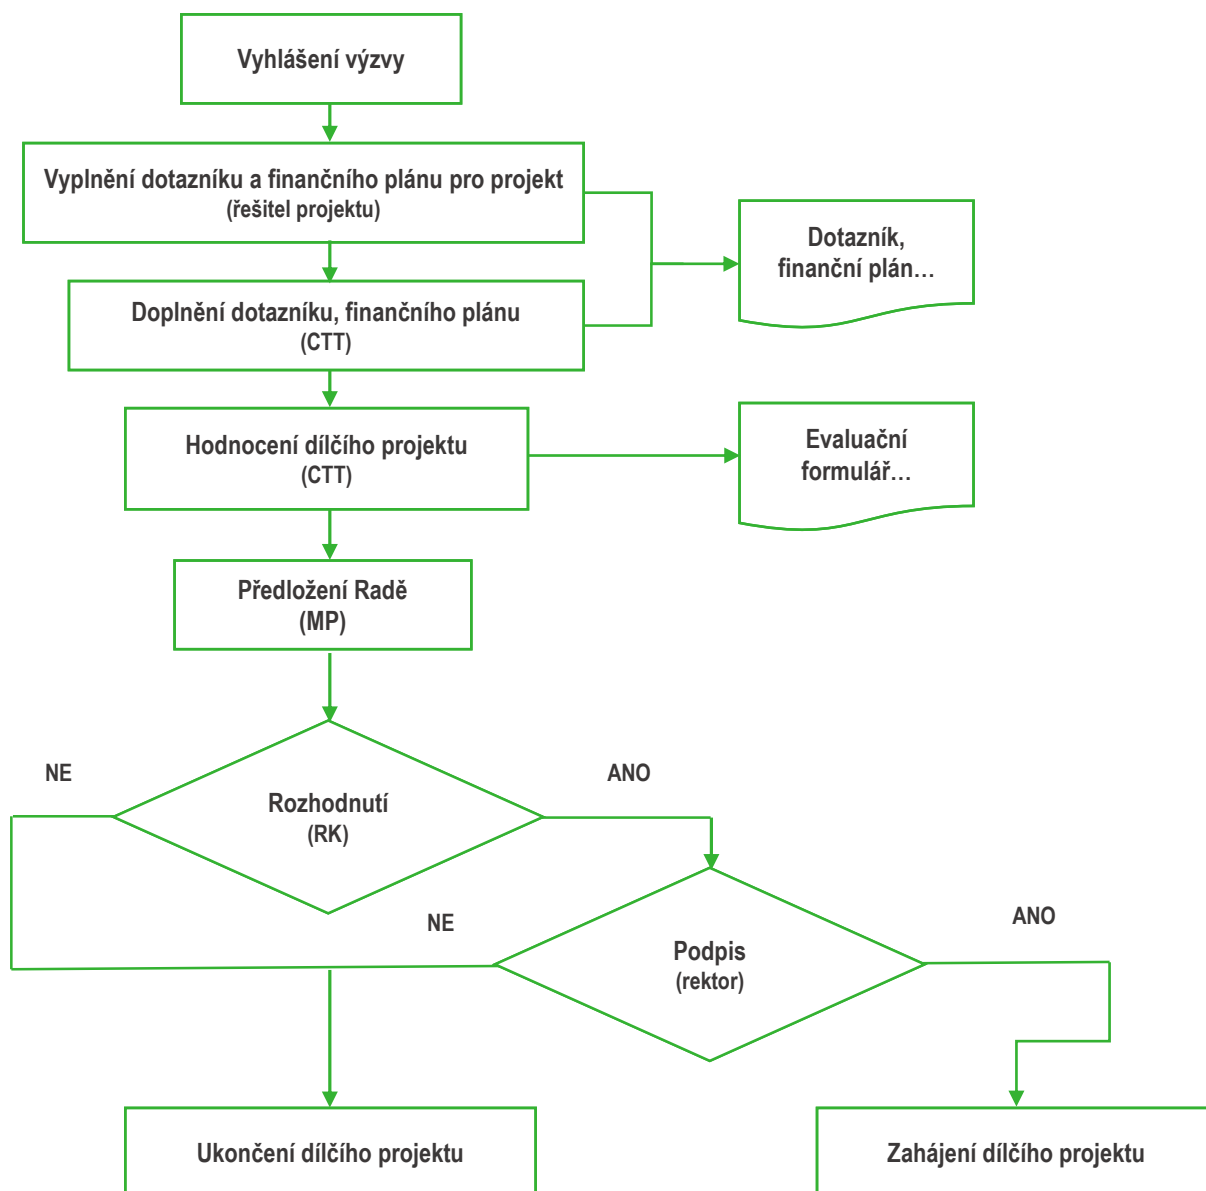 Vyhlášení výzvy
Vyplnění dotazníku a finančního plánu pro projekt
(řešitel projektu)
Dotazník,
finanční plán…
Doplnění dotazníku, finančního plánu
(CTT)
Hodnocení dílčího projektu
(CTT)
Evaluační
formulář…
Předložení Radě
(MP)
NE
ANO
Rozhodnutí
(RK)
NE
ANO
Podpis
(rektor)
Ukončení dílčího projektu
Zahájení dílčího projektu